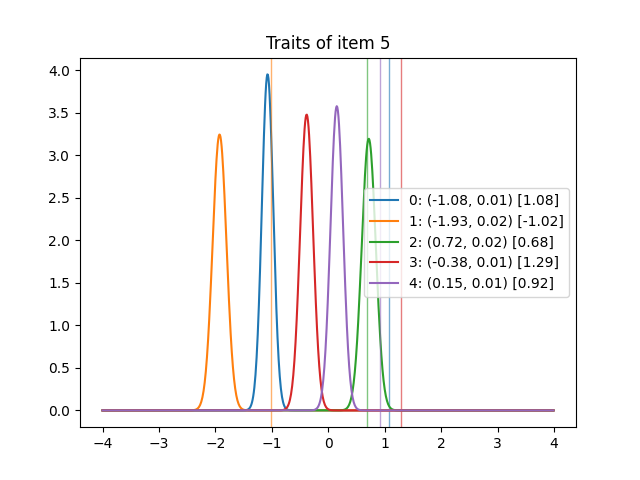 Traits of item 5
4.0
3.5
3.0
2.5
2.0
1.5
1.0
0.5
0.0
0: (-1.08, 0.01) [1.08]
1: (-1.93, 0.02) [-1.02]
2: (0.72, 0.02) [0.68]
3: (-0.38, 0.01) [1.29]
4: (0.15, 0.01) [0.92]
−4 −3 −2 −1 0 1 2 3 4